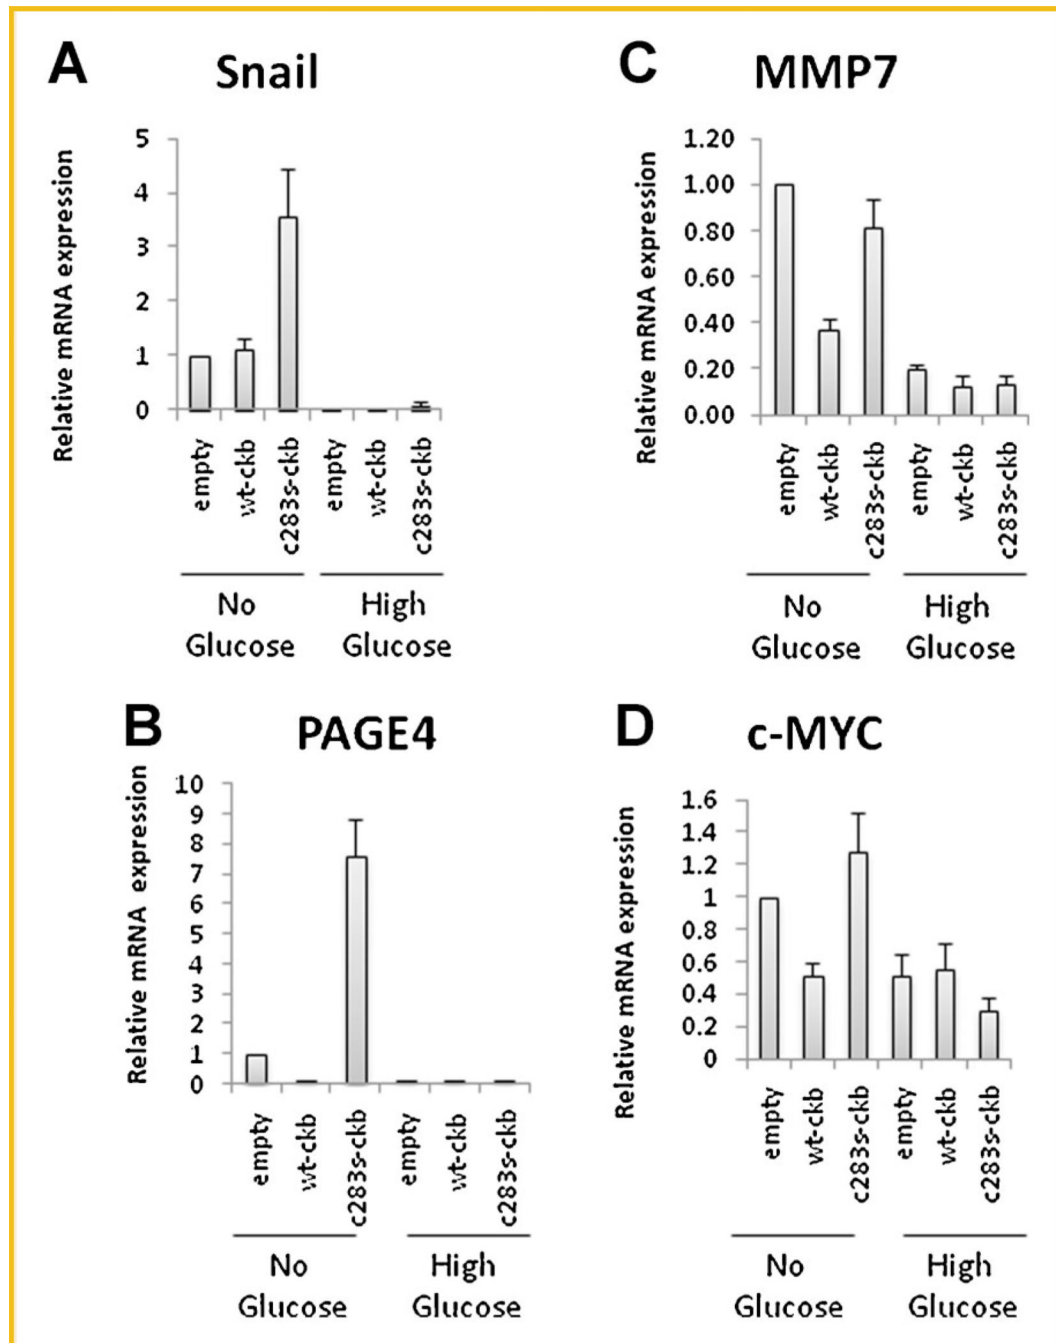 A
Snail
Relative mRNA expression
5
4
3
2
1
0
empty
wt-ckb
c283s-ckb
empty
wt-ckb
c283s-ckb
No
Glucose
High
Glucose
C
MMP7
Relative mRNA expression
1.20
1.00
0.80
0.60
0.40
0.20
0.00
empty
wt-ckb
c283s-ckb
empty
wt-ckb
c283s-ckb
No
Glucose
High
Glucose
B
PAGE4
Relative mRNA expression
10
9
8
7
6
5
4
3
2
1
0
empty
wt-ckb
c283s-ckb
empty
wt-ckb
c283s-ckb
No
Glucose
High
Glucose
D
c-MYC
Relative mRNA expression
1.6
1.4
1.2
1
0.8
0.6
0.4
0.2
0
empty
wt-ckb
c283s-ckb
empty
wt-ckb
c283s-ckb
No
Glucose
High
Glucose